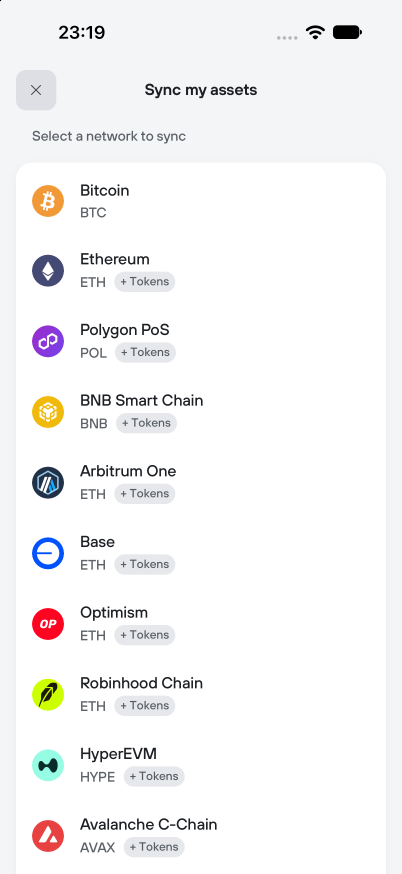 23:19
Sync my assets
Select a network to sync
Bitcoin
BTC
Ethereum
ETH + Tokens
Polygon PoS
POL + Tokens
BNB Smart Chain
BNB + Tokens
Arbitrum One
ETH + Tokens
Base
ETH + Tokens
OP
Optimism
ETH + Tokens
Robinhood Chain
ETH + Tokens
HyperEVM
HYPE + Tokens
Avalanche C-Chain
AVAX + Tokens